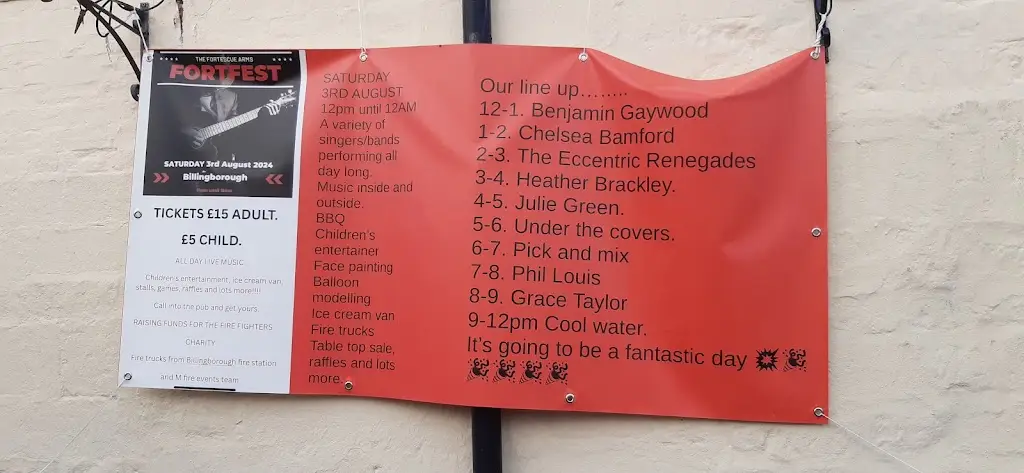 THE FORTESCUE ARMS
FORTFEST
SATURDAY 3rd August 2024
Billingborough
TICKETS £15 ADULT.
£5 CHILD.
ALL DAY LIVE MUSIC
Children's entertainment, ice cream van,
stalls, games, raffles and lots more!!!!
Call into the pub and get yours.
RAISING FUNDS FOR THE FIRE FIGHTERS
CHARITY
Fire trucks from Billingborough fire station
and M fire events team
SATURDAY
3RD AUGUST
12pm until 12AM
A variety of
singers/bands
performing all
day long.
Music inside and
outside.
BBQ
Children's
entertainer
Face painting
Balloon
modelling
Ice cream van
Fire trucks
Table top sale,
raffles and lots
more.
Our line up........
12-1. Benjamin Gaywood
1-2. Chelsea Bamford
2-3. The Eccentric Renegades
3-4. Heather Brackley.
4-5. Julie Green.
5-6. Under the covers.
6-7. Pick and mix
7-8. Phil Louis
8-9. Grace Taylor
9-12pm Cool water.
It's going to be a fantastic day